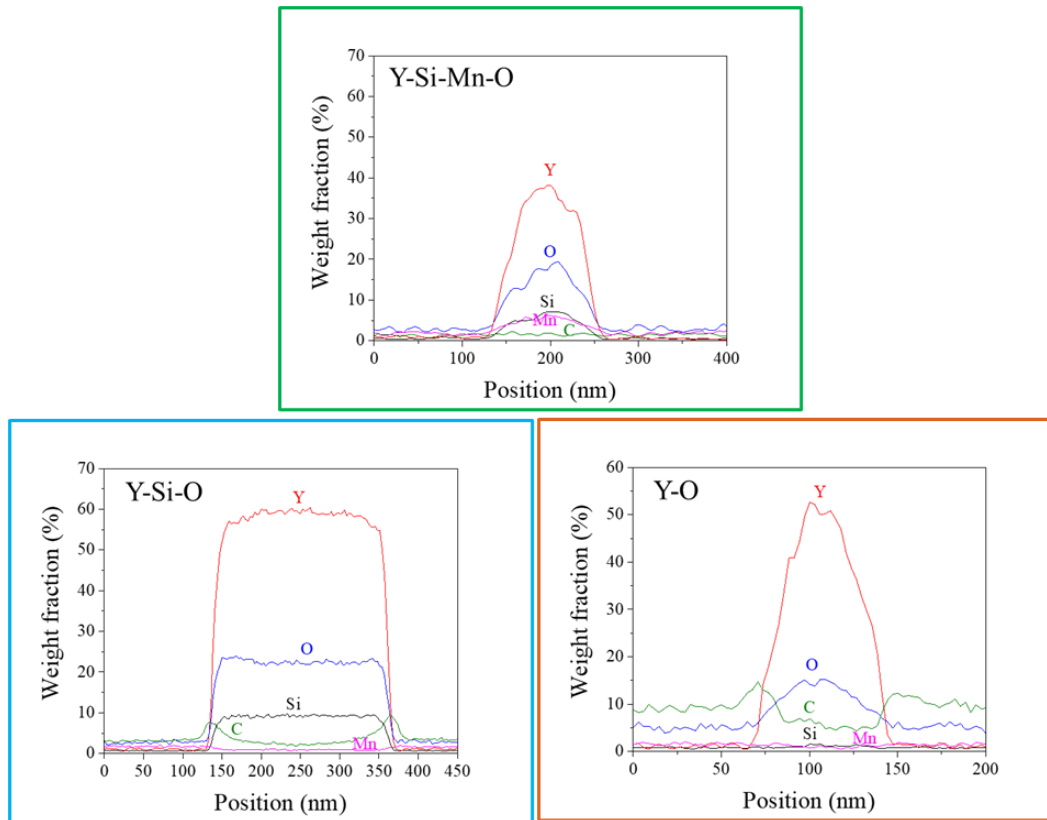 Y-Si-Mn-O
Weight fraction (%)
70
60
50
40
30
20
10
0
Y
O
Si
Mn
C
0 100 200 300 400
Position (nm)
Y-Si-O
Weight fraction (%)
70
60
50
40
30
20
10
0
Y
O
Si
C
Mn
0 50 100 150 200 250 300 350 400 450
Position (nm)
Y-O
Weight fraction (%)
60
50
40
30
20
10
0
Y
O
C
Si
Mn
0 50 100 150 200
Position (nm)